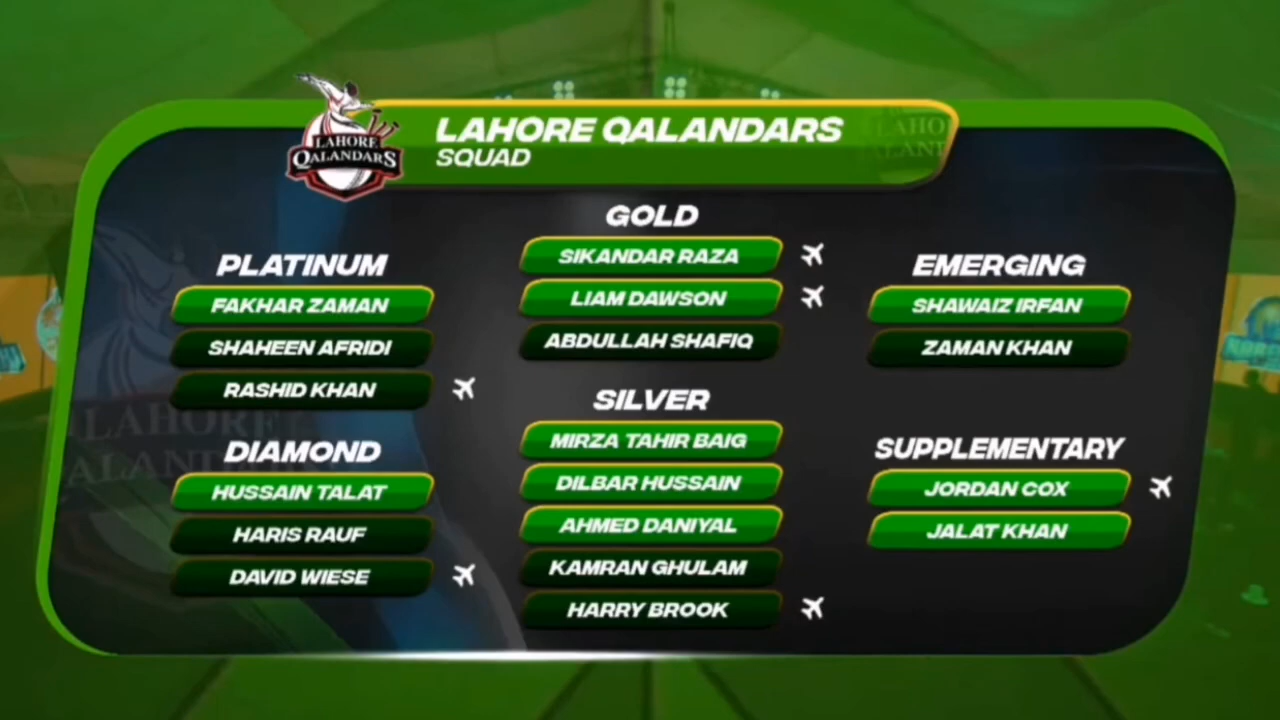 LAHORE
QALANDARS
LAHORE QALANDARS
SQUAD
PLATINUM
FAKHAR ZAMAN
SHAHEEN AFRIDI
RASHID KHAN
DIAMOND
HUSSAIN TALAT
HARIS RAUF
DAVID WIESE
GOLD
SIKANDAR RAZA
LIAM DAWSON
ABDULLAH SHAFIQ
SILVER
MIRZA TAHIR BAIG
DILBAR HUSSAIN
AHMED DANIYAL
KAMRAN GHULAM
HARRY BROOK
EMERGING
SHAWAIZ IRFAN
ZAMAN KHAN
SUPPLEMENTARY
JORDAN COX
JALAT KHAN